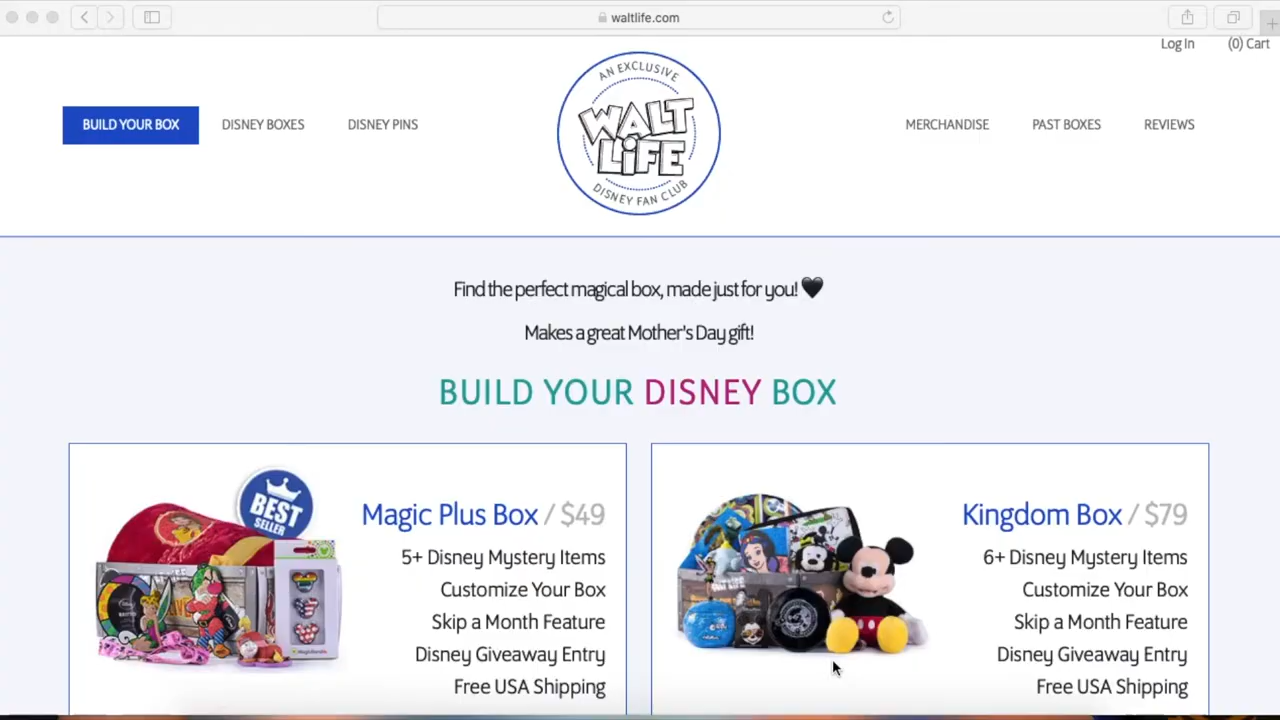 waltlife.com
Log In
(0) Cart
BUILD YOUR BOX
DISNEY BOXES
DISNEY PINS
AN EXCLUSIVE
WALT
LiFE
DISNEY FAN CLUB
MERCHANDISE
PAST BOXES
REVIEWS
Find the perfect magical box, made just for you! 🖤
Makes a great Mother's Day gift!
BUILD YOUR DISNEY BOX
BEST
SELLER
Magic Plus Box / $49
5+ Disney Mystery Items
Customize Your Box
Skip a Month Feature
Disney Giveaway Entry
Free USA Shipping
Kingdom Box / $79
6+ Disney Mystery Items
Customize Your Box
Skip a Month Feature
Disney Giveaway Entry
Free USA Shipping